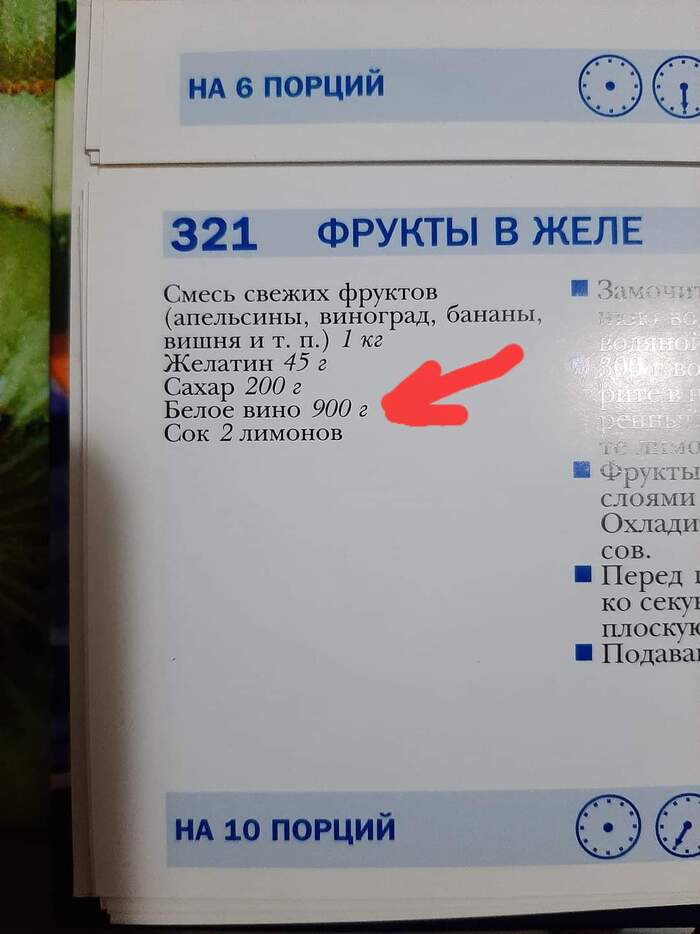 НА 6 ПОРЦИЙ
321 ФРУКТЫ В ЖЕЛЕ
Смесь свежих фруктов
(апельсины, виноград, бананы,
вишня и т. п.) 1 кг
Желатин 45 г
Сахар 200 г
Белое вино 900 г
Сок 2 лимонов
Замочит
водяной
300 г во
рите в
те лимо
Фрукты
слоями
Охлади
сов.
Перед
ко секун
плоскую
Подава
НА 10 ПОРЦИЙ